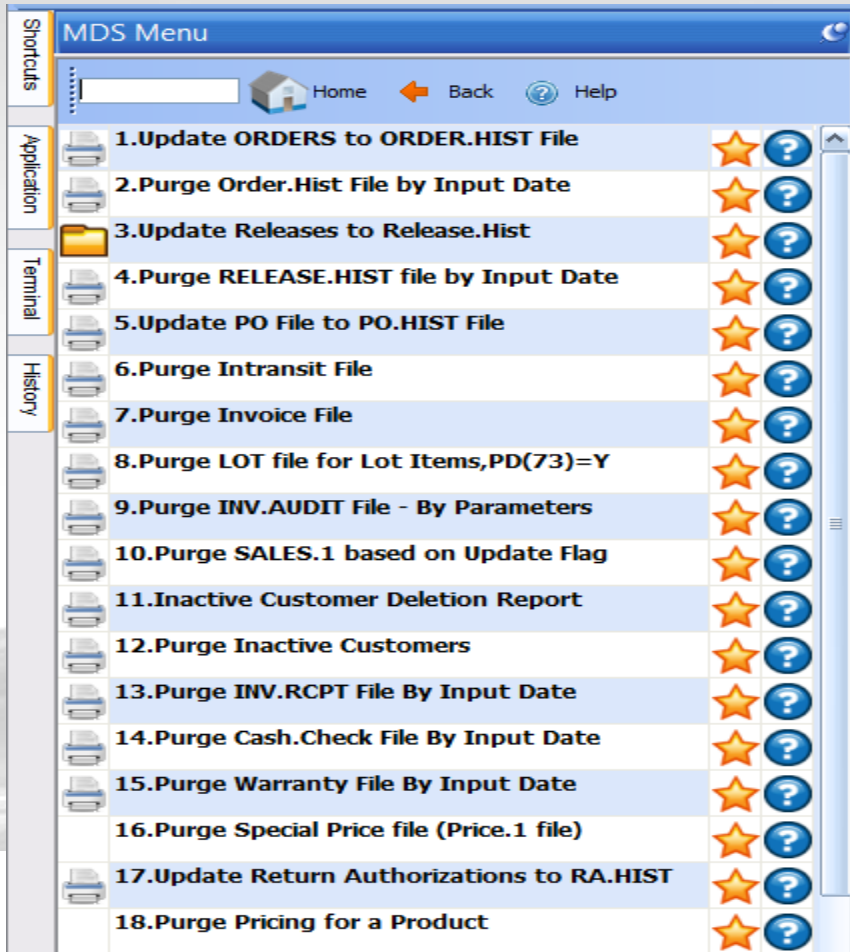 MDS Menu
Shortcuts
Application
Terminal
History
Home Back Help
1.Update ORDERS to ORDER.HIST File
2.Purge Order.Hist File by Input Date
3.Update Releases to Release.Hist
4.Purge RELEASE.HIST file by Input Date
5.Update PO File to PO.HIST File
6.Purge Intransit File
7.Purge Invoice File
8.Purge LOT file for Lot Items,PD(73)=Y
9.Purge INV.AUDIT File - By Parameters
10.Purge SALES.1 based on Update Flag
11.Inactive Customer Deletion Report
12.Purge Inactive Customers
13.Purge INV.RCPT File By Input Date
14.Purge Cash.Check File By Input Date
15.Purge Warranty File By Input Date
16.Purge Special Price file (Price.1 file)
17.Update Return Authorizations to RA.HIST
18.Purge Pricing for a Product